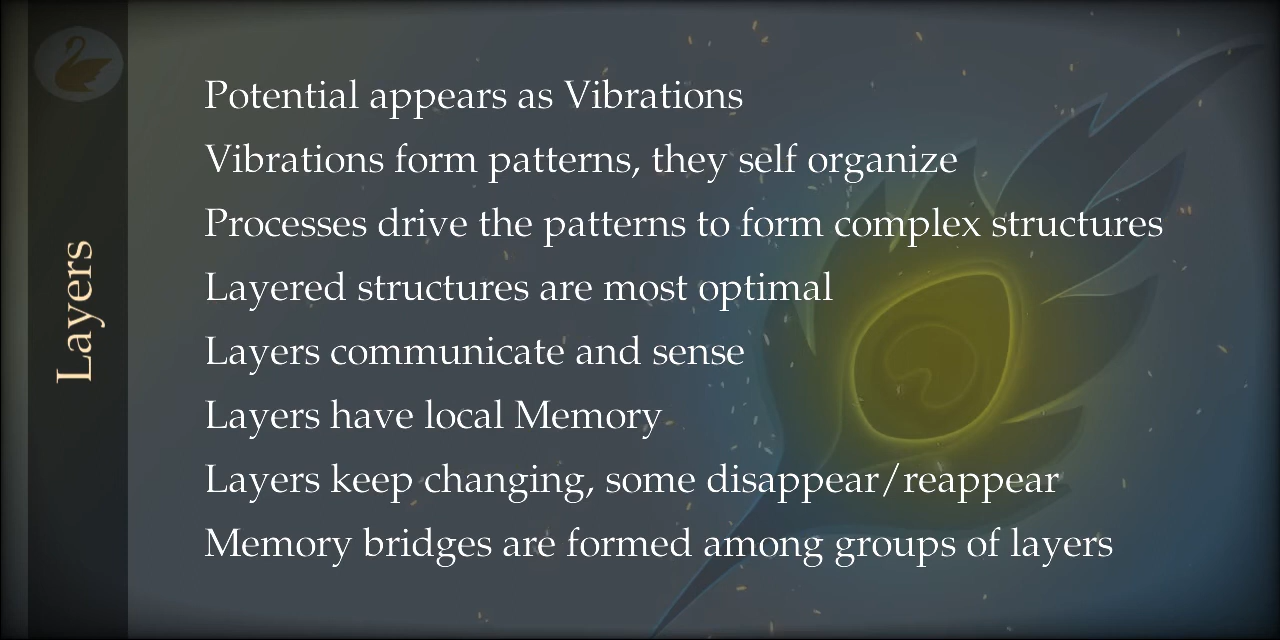 Layers
Potential appears as Vibrations
Vibrations form patterns, they self organize
Processes drive the patterns to form complex structures
Layered structures are most optimal
Layers communicate and sense
Layers have local Memory
Layers keep changing, some disappear/reappear
Memory bridges are formed among groups of layers